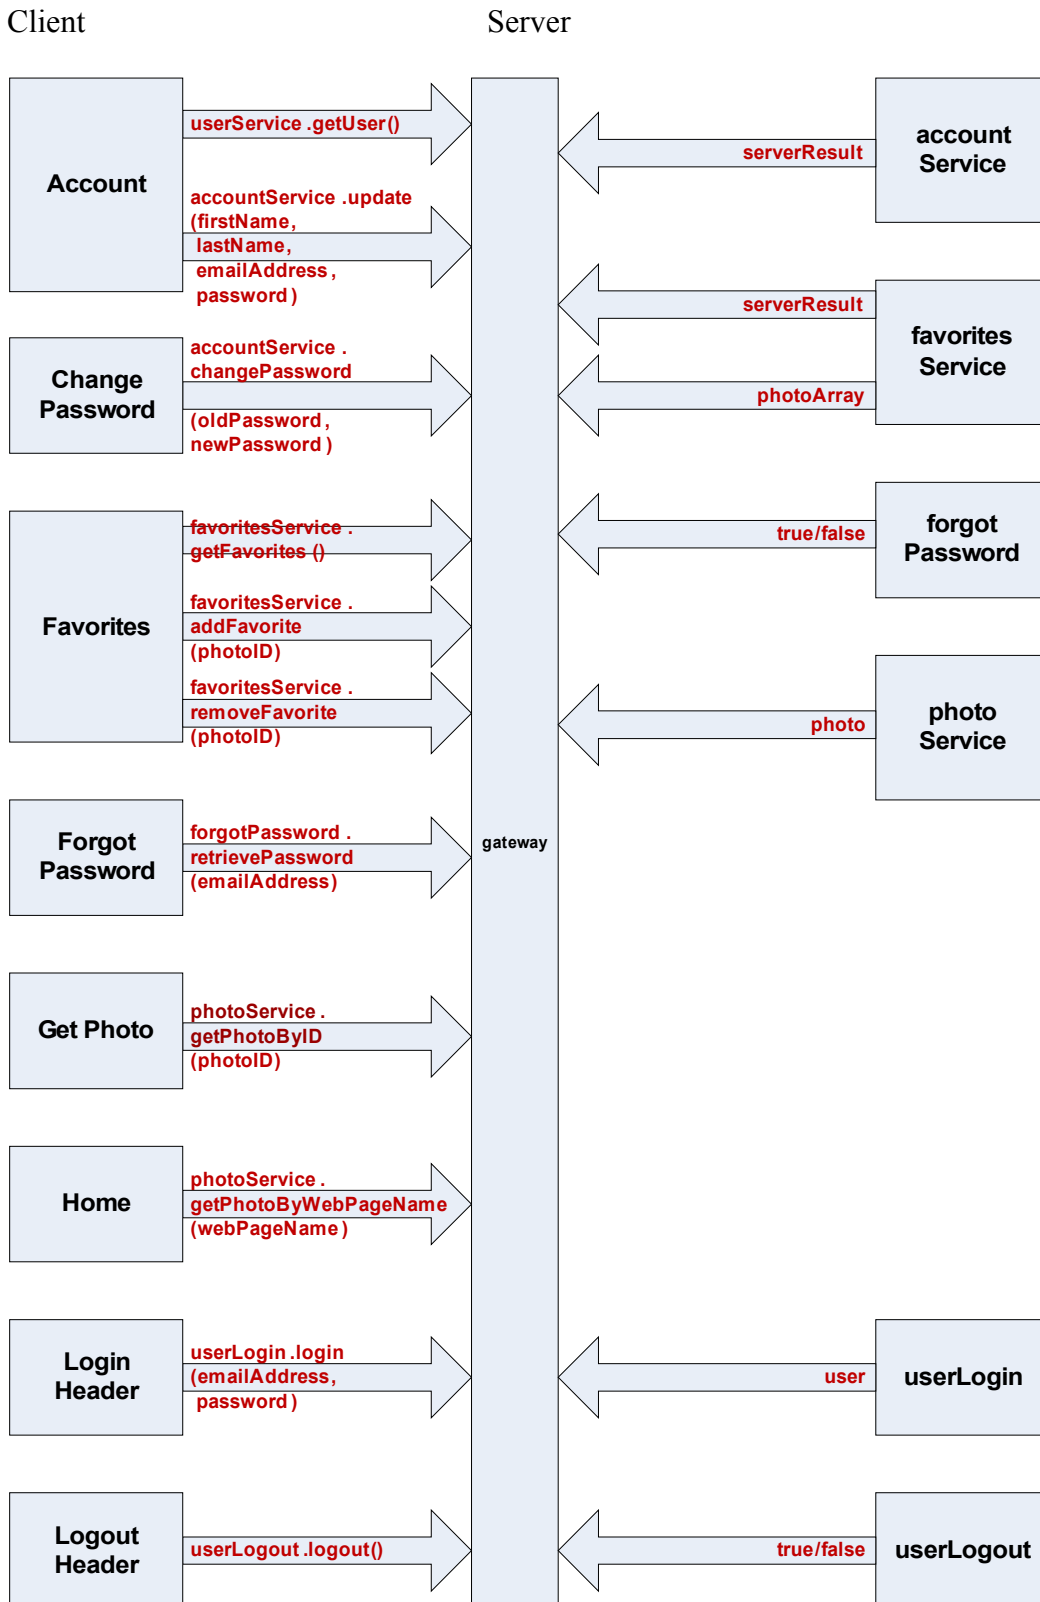 Client
Server
Account
userService .getUser()
accountService .update
(firstName,
lastName,
emailAddress,
password)
Change
Password
accountService .
changePassword
(oldPassword,
newPassword)
Favorites
favoritesService .
getFavorites ()
favoritesService .
addFavorite
(photoID)
favoritesService .
removeFavorite
(photoID)
Forgot
Password
forgotPassword .
retrievePassword
(emailAddress)
Get Photo
photoService .
getPhotoByID
(photoID)
Home
photoService .
getPhotoByWebPageName
(webPageName)
Login
Header
userLogin .login
(emailAddress,
password)
Logout
Header
userLogout .logout()
gateway
serverResult
account
Service
serverResult
photoArray
favorites
Service
true/false
forgot
Password
photo
photo
Service
user
userLogin
true/false
userLogout